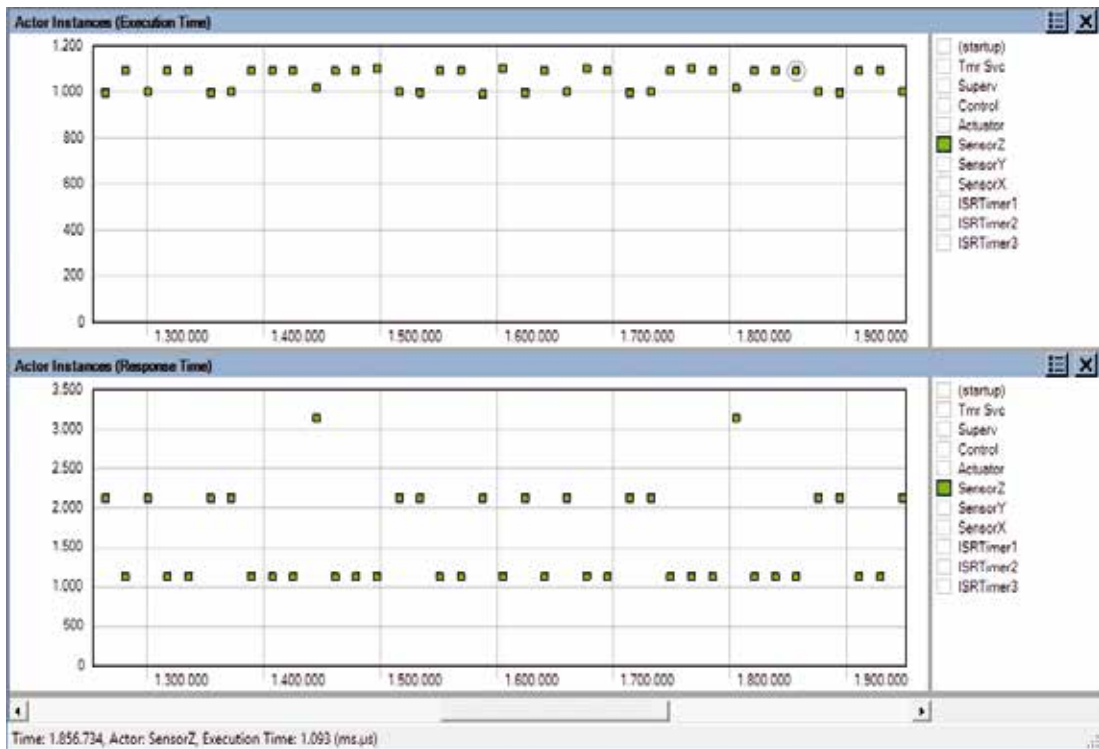 Actor Instances (Execution Time)
1.200
1.000
800
600
400
200
0
1.300.000 1.400.000 1.500.000 1.600.000 1.700.000 1.800.000 1.900.000
(startup)
Tmr Svc
Superv
Control
Actuator
SensorZ
SensorY
SensorX
ISRTimer1
ISRTimer2
ISRTimer3
Actor Instances (Response Time)
3.500
3.000
2.500
2.000
1.500
1.000
500
0
1.300.000 1.400.000 1.500.000 1.600.000 1.700.000 1.800.000 1.900.000
(startup)
Tmr Svc
Superv
Control
Actuator
SensorZ
SensorY
SensorX
ISRTimer1
ISRTimer2
ISRTimer3
Time: 1.856.734, Actor: SensorZ, Execution Time: 1.093 (ms.µs)